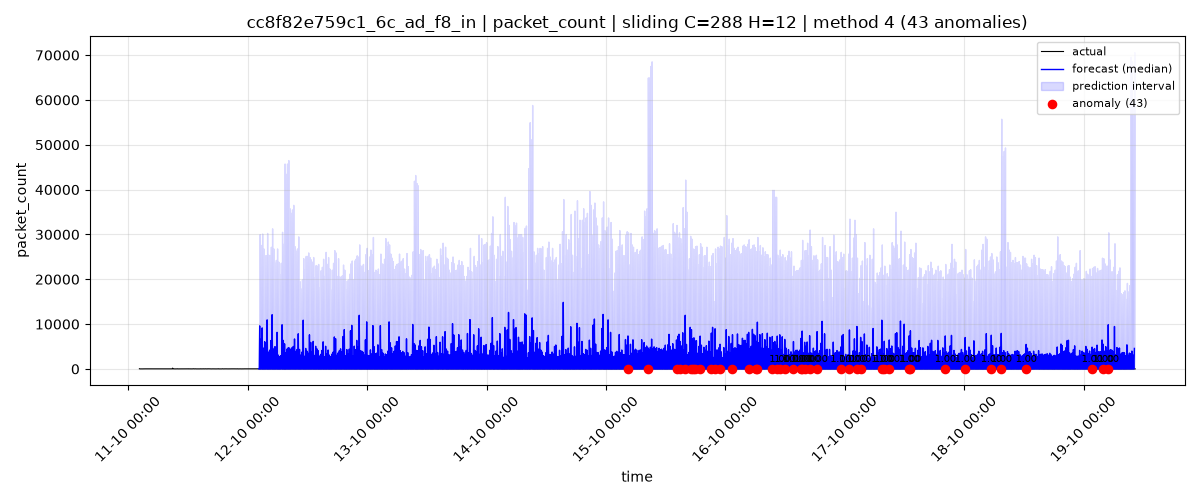 cc8f82e759c1_6c_ad_f8_in | packet_count | sliding C=288 H=12 | method 4 (43 anomalies)
actual
forecast (median)
prediction interval
anomaly (43)
packet_count
70000
60000
50000
40000
30000
20000
10000
0
11-10 00:00
12-10 00:00
13-10 00:00
14-10 00:00
15-10 00:00
16-10 00:00
17-10 00:00
18-10 00:00
19-10 00:00
time